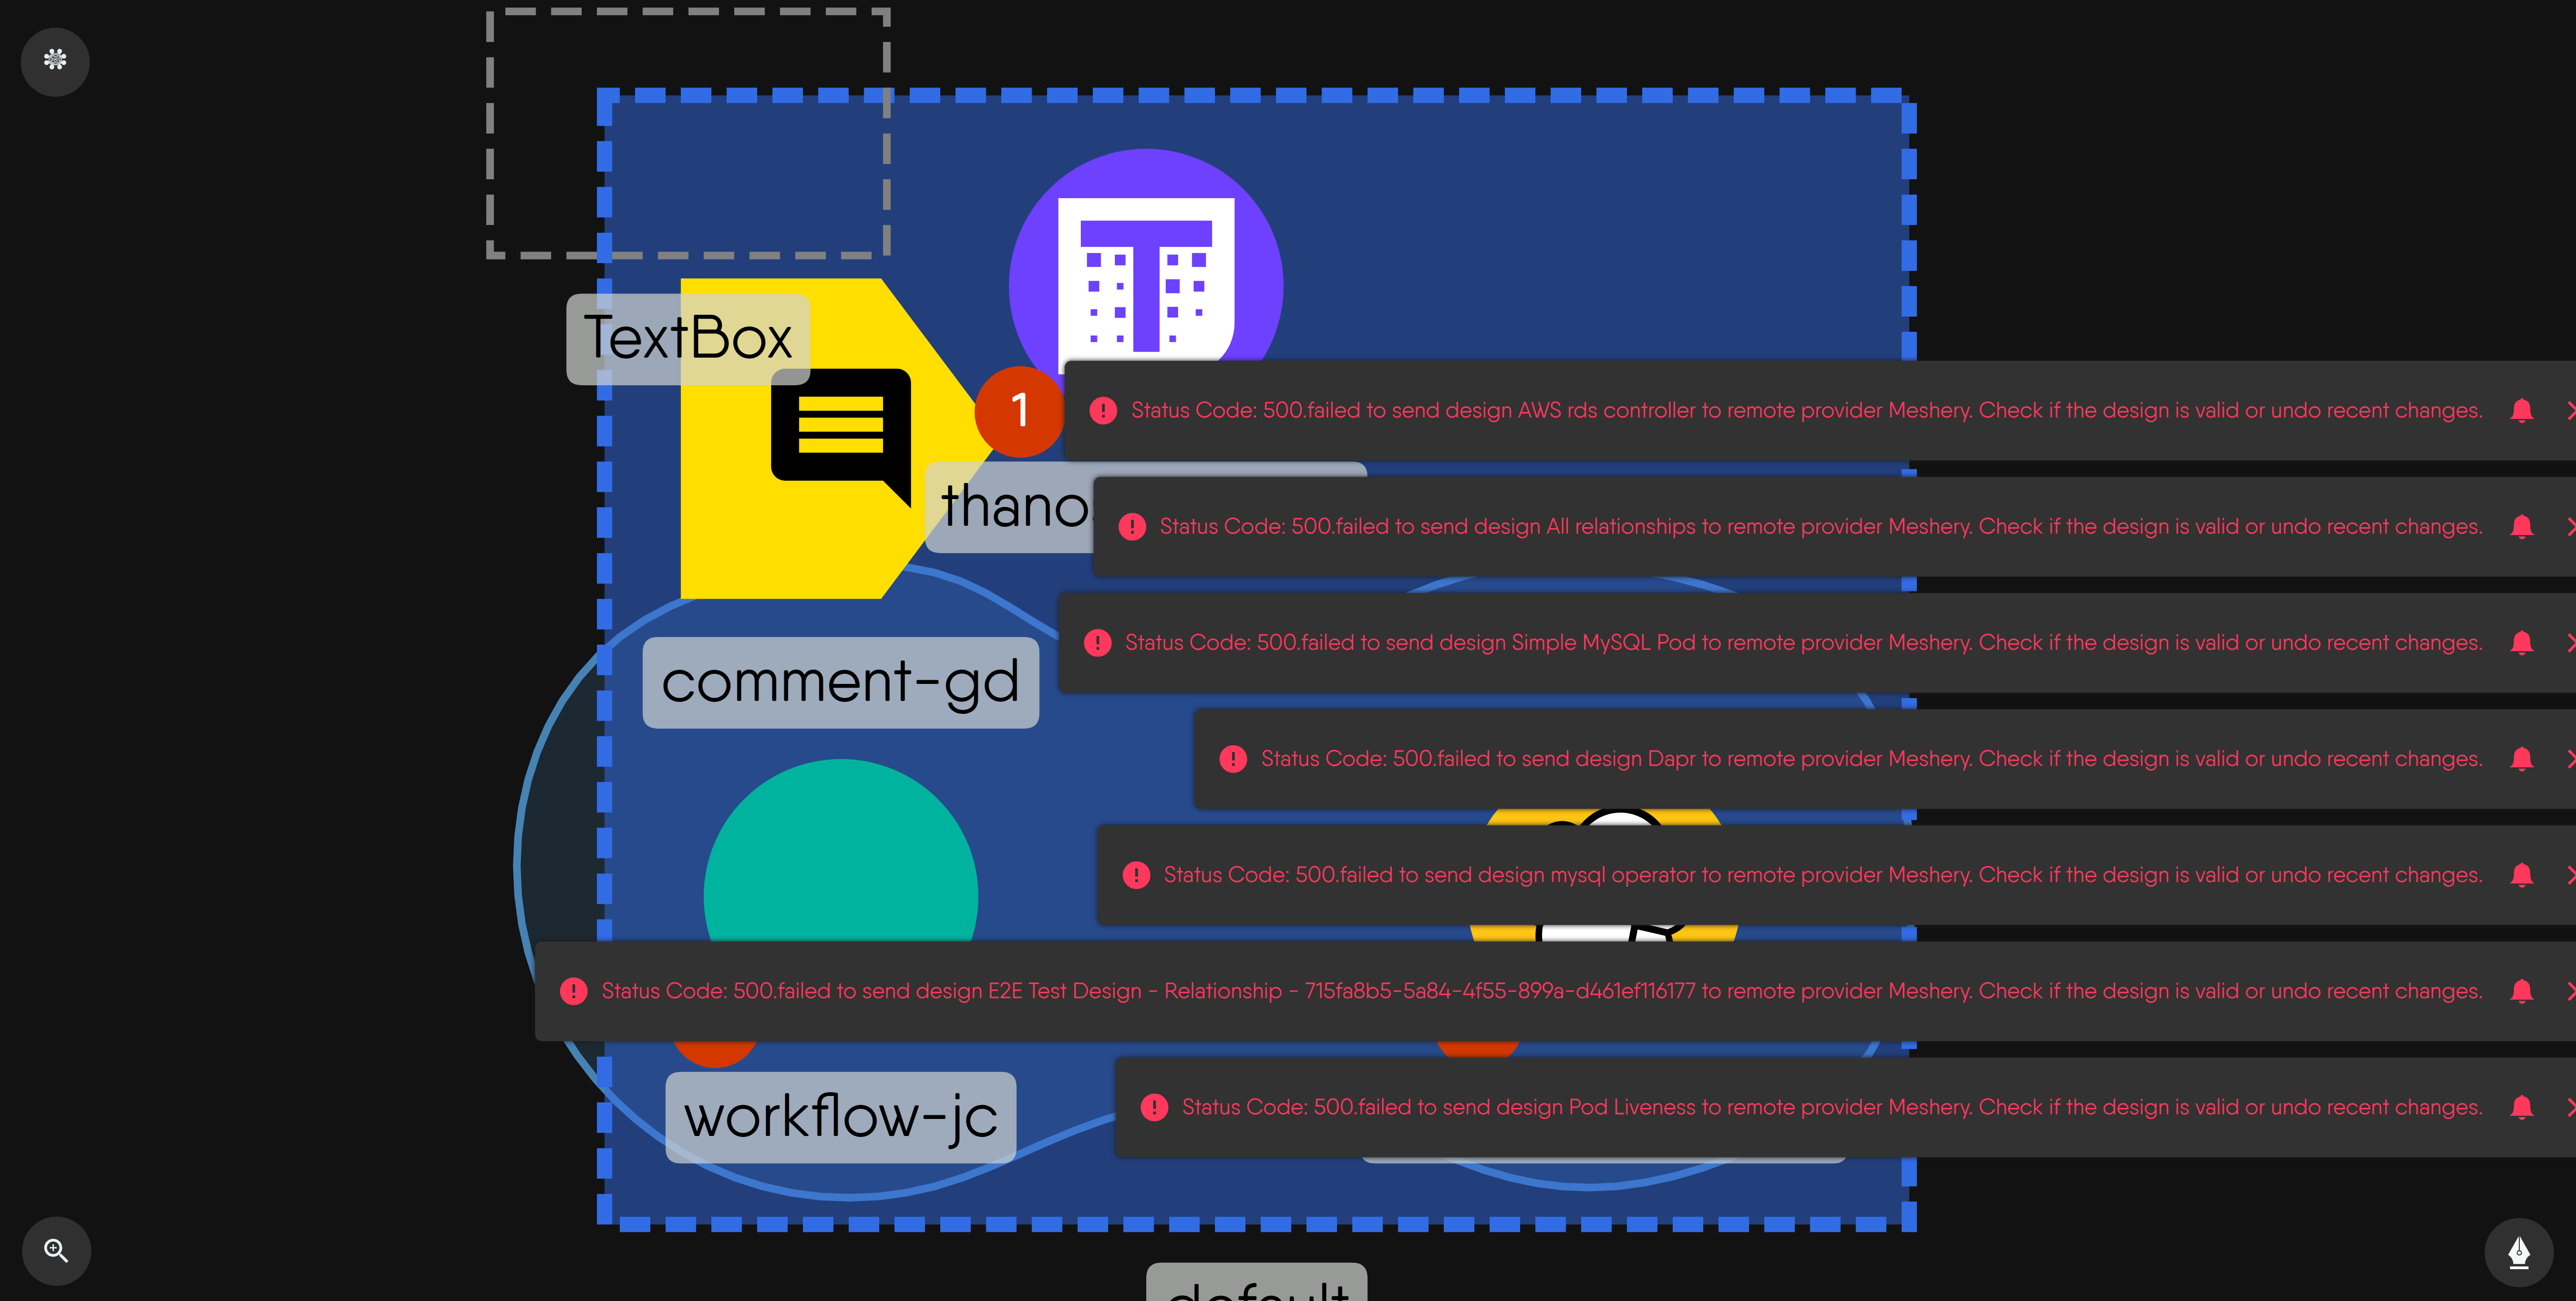 TextBox
1
Status Code: 500.failed to send design AWS rds controller to remote provider Meshery. Check if the design is valid or undo recent changes.
Status Code: 500.failed to send design All relationships to remote provider Meshery. Check if the design is valid or undo recent changes.
Status Code: 500.failed to send design Simple MySQL Pod to remote provider Meshery. Check if the design is valid or undo recent changes.
comment-gd
Status Code: 500.failed to send design Dapr to remote provider Meshery. Check if the design is valid or undo recent changes.
Status Code: 500.failed to send design mysql operator to remote provider Meshery. Check if the design is valid or undo recent changes.
Status Code: 500.failed to send design E2E Test Design - Relationship - 715fa8b5-5a84-4f55-899a-d461ef116177 to remote provider Meshery. Check if the design is valid or undo recent changes.
Status Code: 500.failed to send design Pod Liveness to remote provider Meshery. Check if the design is valid or undo recent changes.
workflow-jc
default